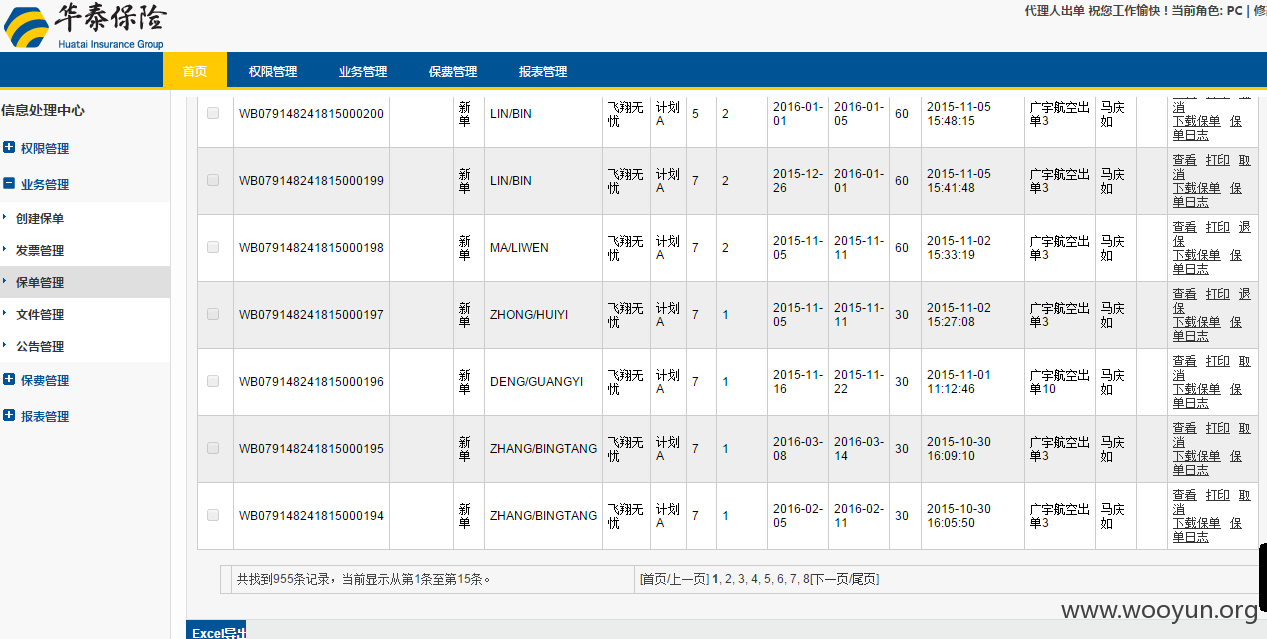 华泰保险
Huatai Insurance Group
代理人出单 祝您工作愉快！当前角色: PC | 修
首页 权限管理 业务管理 保费管理 报表管理
信息处理中心
权限管理
业务管理
创建保单
发票管理
保单管理
文件管理
公告管理
保费管理
报表管理
WB079148241815000200 新单 LIN/BIN 飞翔无忧 计划A 5 2 2016-01-01 2016-01-05 60 2015-11-05 15:48:15 广宇航空出单3 马庆如 消 下载保单 保单日志
WB079148241815000199 新单 LIN/BIN 飞翔无忧 计划A 7 2 2015-12-26 2016-01-01 60 2015-11-05 15:41:48 广宇航空出单3 马庆如 查看 打印 取消 下载保单 保单日志
WB079148241815000198 新单 MA/LIWEN 飞翔无忧 计划A 7 2 2015-11-05 2015-11-11 60 2015-11-02 15:33:19 广宇航空出单3 马庆如 查看 打印 退保 下载保单 保单日志
WB079148241815000197 新单 ZHONG/HUIYI 飞翔无忧 计划A 7 1 2015-11-05 2015-11-11 30 2015-11-02 15:27:08 广宇航空出单3 马庆如 查看 打印 退保 下载保单 保单日志
WB079148241815000196 新单 DENG/GUANGYI 飞翔无忧 计划A 7 1 2015-11-16 2015-11-22 30 2015-11-01 11:12:46 广宇航空出单10 马庆如 查看 打印 取消 下载保单 保单日志
WB079148241815000195 新单 ZHANG/BINGTANG 飞翔无忧 计划A 7 1 2016-03-08 2016-03-14 30 2015-10-30 16:09:10 广宇航空出单3 马庆如 查看 打印 取消 下载保单 保单日志
WB079148241815000194 新单 ZHANG/BINGTANG 飞翔无忧 计划A 7 1 2016-02-05 2016-02-11 30 2015-10-30 16:05:50 广宇航空出单3 马庆如 查看 打印 取消 下载保单 保单日志
共找到955条记录，当前显示从第1条至第15条。 [首页/上一页] 1, 2, 3, 4, 5, 6, 7, 8[下一页/尾页]
www.wooyun.org
Excel导出